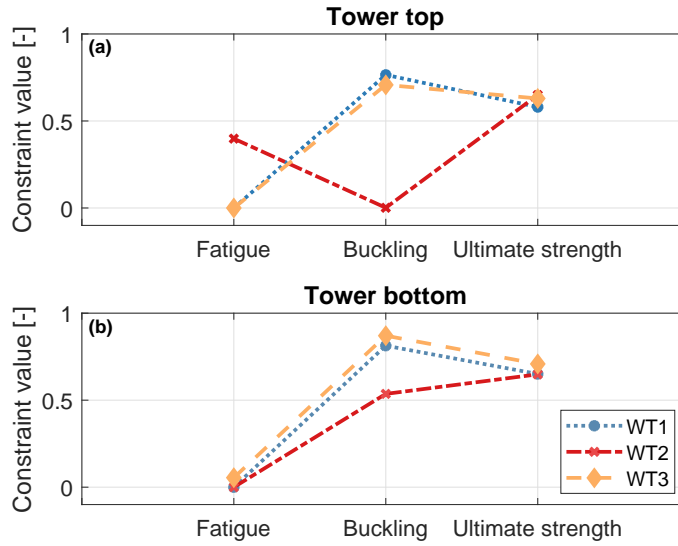 Tower top
(a)
Constraint value [-]
1
0.5
0
Fatigue Buckling Ultimate strength
Tower bottom
(b)
Constraint value [-]
1
0.5
0
WT1
WT2
WT3
Fatigue Buckling Ultimate strength